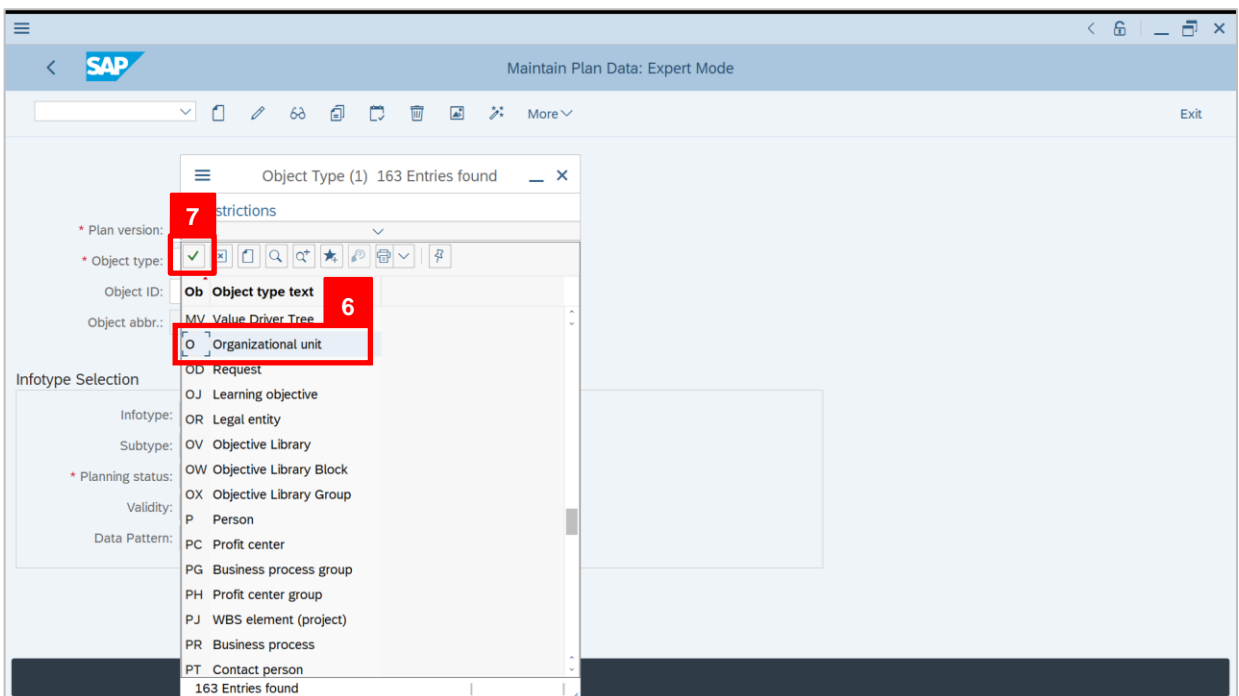 SAP
Maintain Plan Data: Expert Mode
More
Exit
Object Type (1) 163 Entries found
7
strictions
* Plan version:
* Object type:
Object ID:
Ob Object type text
6
Object abbr.:
MV Value Driver Tree
O Organizational unit
OD Request
Infotype Selection
OJ Learning objective
Infotype:
OR Legal entity
Subtype:
OV Objective Library
* Planning status:
OW Objective Library Block
OX Objective Library Group
Validity:
P Person
Data Pattern:
PC Profit center
PG Business process group
PH Profit center group
PJ WBS element (project)
PR Business process
PT Contact person
163 Entries found